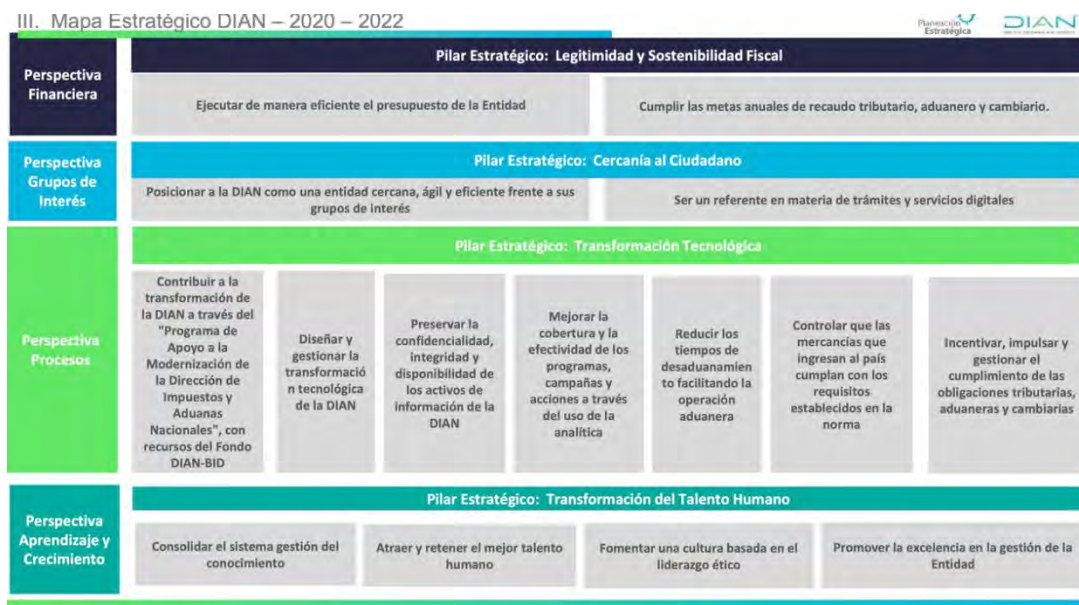 III. Mapa Estratégico DIAN – 2020 – 2022
Planeación
Estratégica
DIAN
Perspectiva
Financiera
Pilar Estratégico: Legitimidad y Sostenibilidad Fiscal
Ejecutar de manera eficiente el presupuesto de la Entidad
Cumplir las metas anuales de recaudo tributario, aduanero y cambiario.
Perspectiva
Grupos de
Interés
Pilar Estratégico: Cercanía al Ciudadano
Posicionar a la DIAN como una entidad cercana, ágil y eficiente frente a sus
grupos de interés
Ser un referente en materia de trámites y servicios digitales
Perspectiva
Procesos
Pilar Estratégico: Transformación Tecnológica
Contribuir a la
transformación de
la DIAN a través del
"Programa de
Apoyo a la
Modernización de
la Dirección de
Impuestos y
Aduanas
Nacionales", con
recursos del Fondo
DIAN-BID
Diseñar y
gestionar la
transformació
n tecnológica
de la DIAN
Preservar la
confidencialidad,
integridad y
disponibilidad de
los activos de
información de la
DIAN
Mejorar la
cobertura y la
efectividad de los
programas,
campañas y
acciones a través
del uso de la
analítica
Reducir los
tiempos de
desaduanamien
to facilitando la
operación
aduanera
Controlar que las
mercancías que
ingresan al país
cumplan con los
requisitos
establecidos en la
norma
Incentivar, impulsar y
gestionar el
cumplimiento de las
obligaciones tributarias,
aduaneras y cambiarias
Perspectiva
Aprendizaje y
Crecimiento
Pilar Estratégico: Transformación del Talento Humano
Consolidar el sistema gestión del
conocimiento
Atraer y retener el mejor talento
humano
Fomentar una cultura basada en el
liderazgo ético
Promover la excelencia en la gestión de la
Entidad